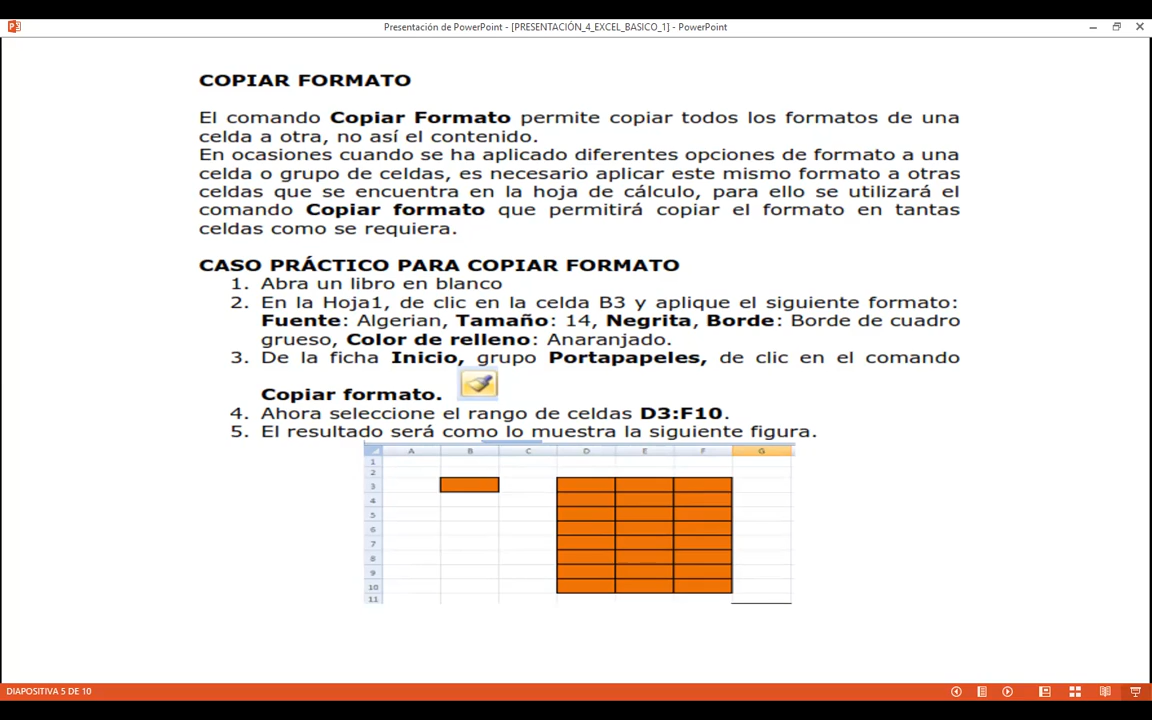 Presentación de PowerPoint - [PRESENTACIÓN_4_EXCEL_BASICO_1] - PowerPoint
COPIAR FORMATO
El comando Copiar Formato permite copiar todos los formatos de una
celda a otra, no así el contenido.
En ocasiones cuando se ha aplicado diferentes opciones de formato a una
celda o grupo de celdas, es necesario aplicar este mismo formato a otras
celdas que se encuentra en la hoja de cálculo, para ello se utilizará el
comando Copiar formato que permitirá copiar el formato en tantas
celdas como se requiera.
CASO PRÁCTICO PARA COPIAR FORMATO
1. Abra un libro en blanco
2. En la Hoja1, de clic en la celda B3 y aplique el siguiente formato:
Fuente: Algerian, Tamaño: 14, Negrita, Borde: Borde de cuadro
grueso, Color de relleno: Anaranjado.
3. De la ficha Inicio, grupo Portapapeles, de clic en el comando
Copiar formato.
4. Ahora seleccione el rango de celdas D3:F10.
5. El resultado será como lo muestra la siguiente figura.
A B C D E F G
1
2
3
4
5
6
7
8
9
10
11
DIAPOSITIVA 5 DE 10